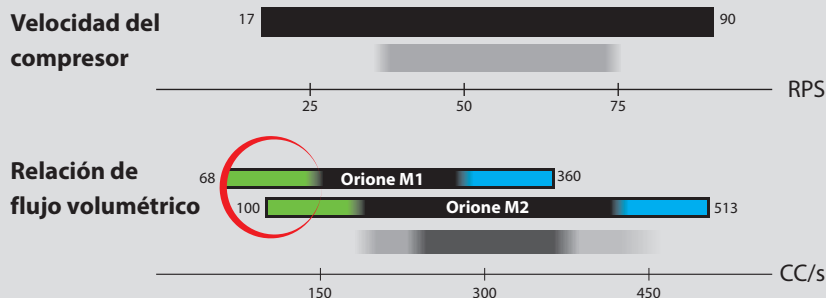 Velocidad del
compresor
17
90
RPS
25
50
75
Relación de
flujo volumétrico
68
Orione M1
360
100
Orione M2
513
CC/s
150
300
450